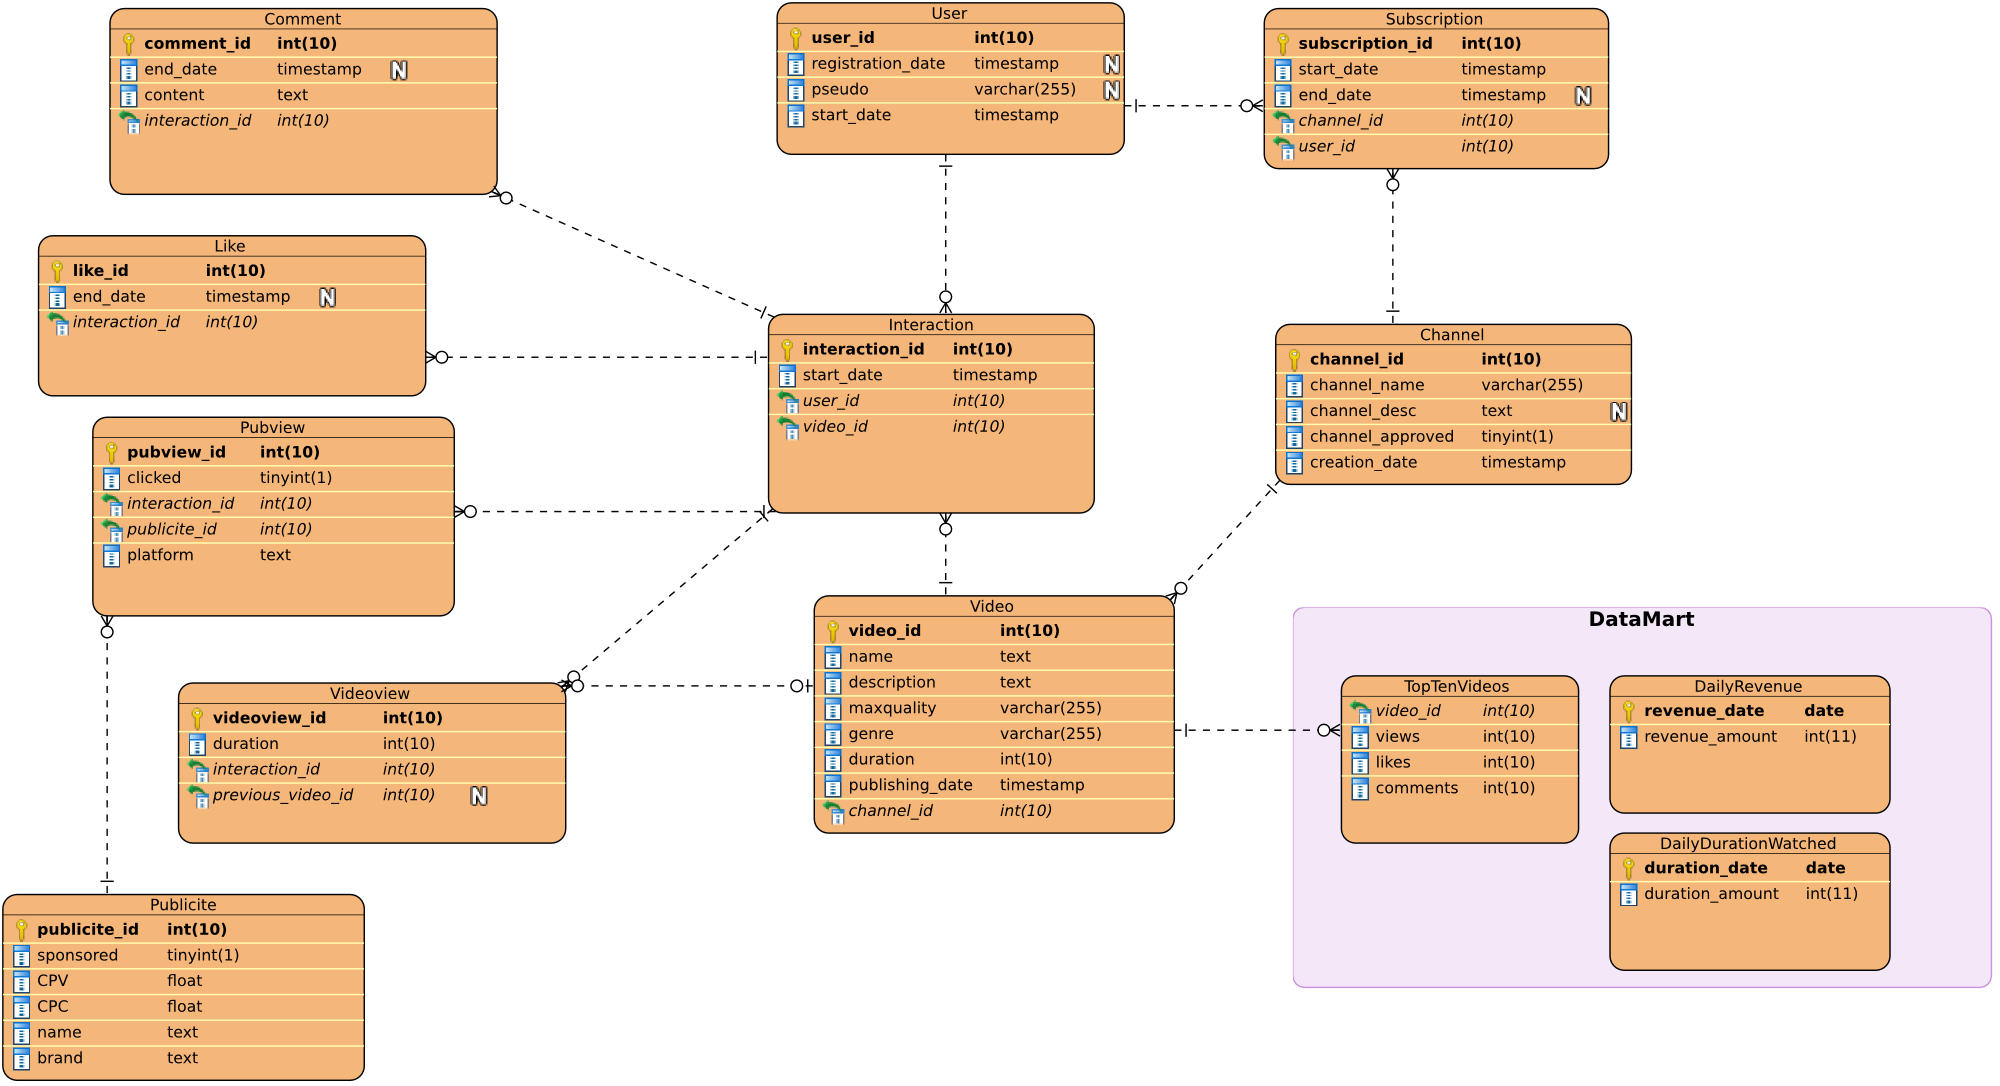 Comment
comment_id int(10)
end_date timestamp N
content text
interaction_id int(10)
User
user_id int(10)
registration_date timestamp N
pseudo varchar(255) N
start_date timestamp
Subscription
subscription_id int(10)
start_date timestamp
end_date timestamp N
channel_id int(10)
user_id int(10)
Like
like_id int(10)
end_date timestamp N
interaction_id int(10)
Interaction
interaction_id int(10)
start_date timestamp
user_id int(10)
video_id int(10)
Channel
channel_id int(10)
channel_name varchar(255)
channel_desc text N
channel_approved tinyint(1)
creation_date timestamp
Pubview
pubview_id int(10)
clicked tinyint(1)
interaction_id int(10)
publicite_id int(10)
platform text
Video
video_id int(10)
name text
description text
maxquality varchar(255)
genre varchar(255)
duration int(10)
publishing_date timestamp
channel_id int(10)
Videoview
videoview_id int(10)
duration int(10)
interaction_id int(10)
previous_video_id int(10) N
DataMart
TopTenVideos
video_id int(10)
views int(10)
likes int(10)
comments int(10)
DailyRevenue
revenue_date date
revenue_amount int(11)
DailyDurationWatched
duration_date date
duration_amount int(11)
Publicite
publicite_id int(10)
sponsored tinyint(1)
CPV float
CPC float
name text
brand text